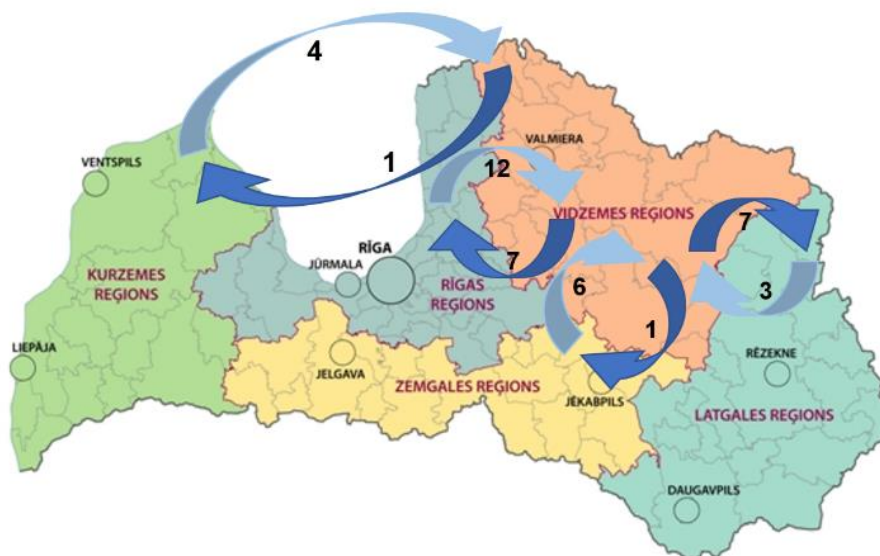 4
VENTSPILS
1
VALMIERA
12
KURZEMES
REĢIONS
RĪGA
JŪRMALA
VIDZEMES REĢIONS
7
7
RĪGAS
REGIONS
6
3
LIEPĀJA
JELGAVA
ZEMGALES REĢIONS
1
JĒKABPILS
RĒZEKNE
LATGALES REĢIONS
DAUGAVPILS